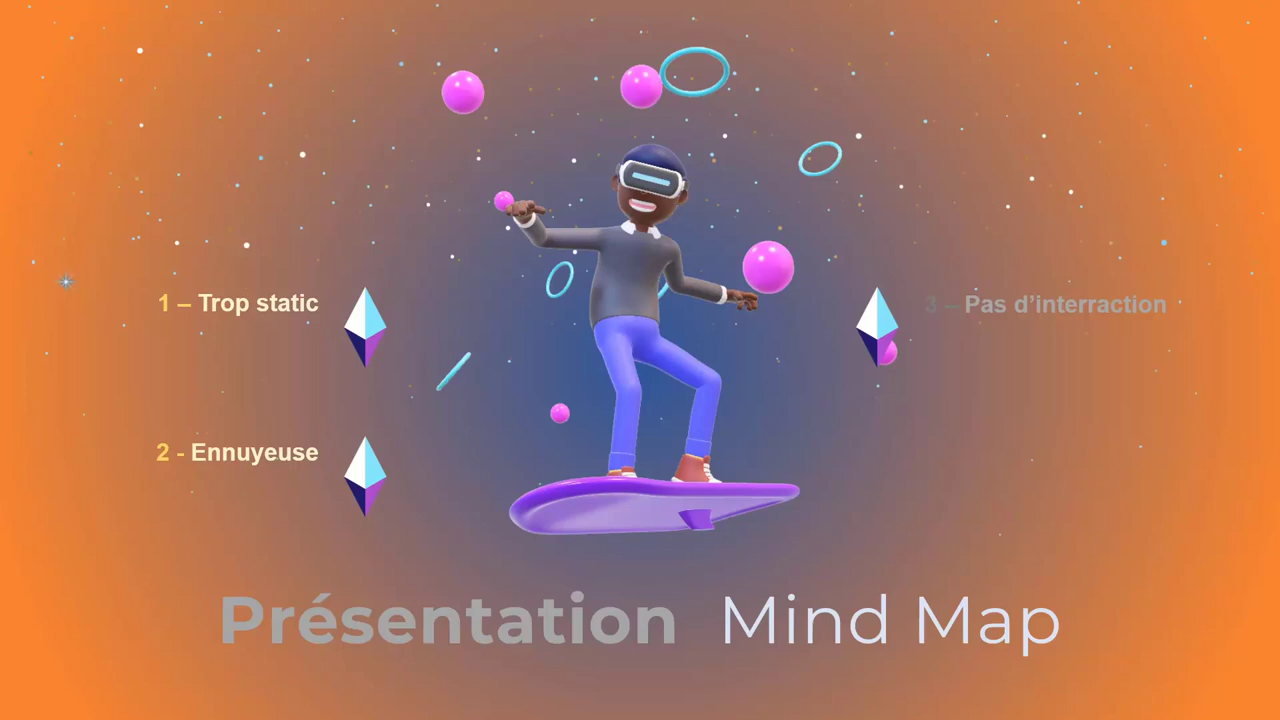 1 – Trop static
2 - Ennuyeuse
3 – Pas d’interraction
Présentation Mind Map